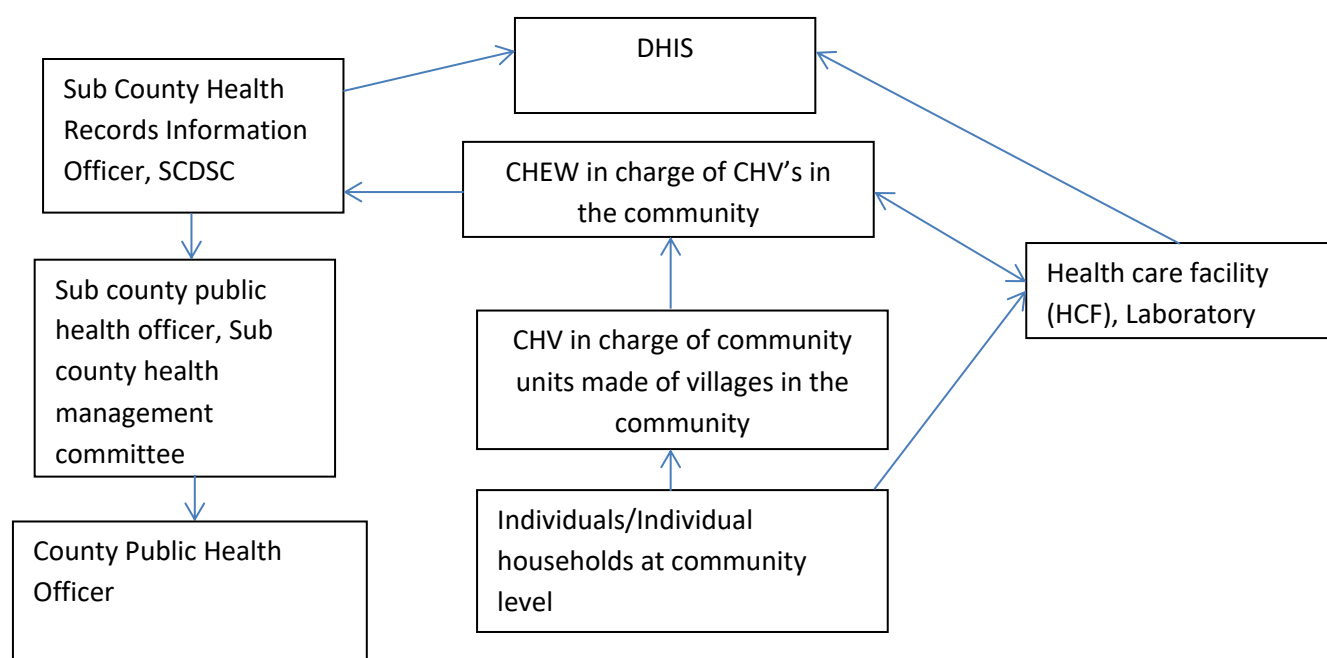 DHIS
Sub County Health
Records Information
Officer, SCDSC
CHEW in charge of CHV’s in
the community
Health care facility
(HCF), Laboratory
Sub county public
health officer, Sub
county health
management
committee
CHV in charge of community
units made of villages in the
community
Individuals/Individual
households at community
level
County Public Health
Officer